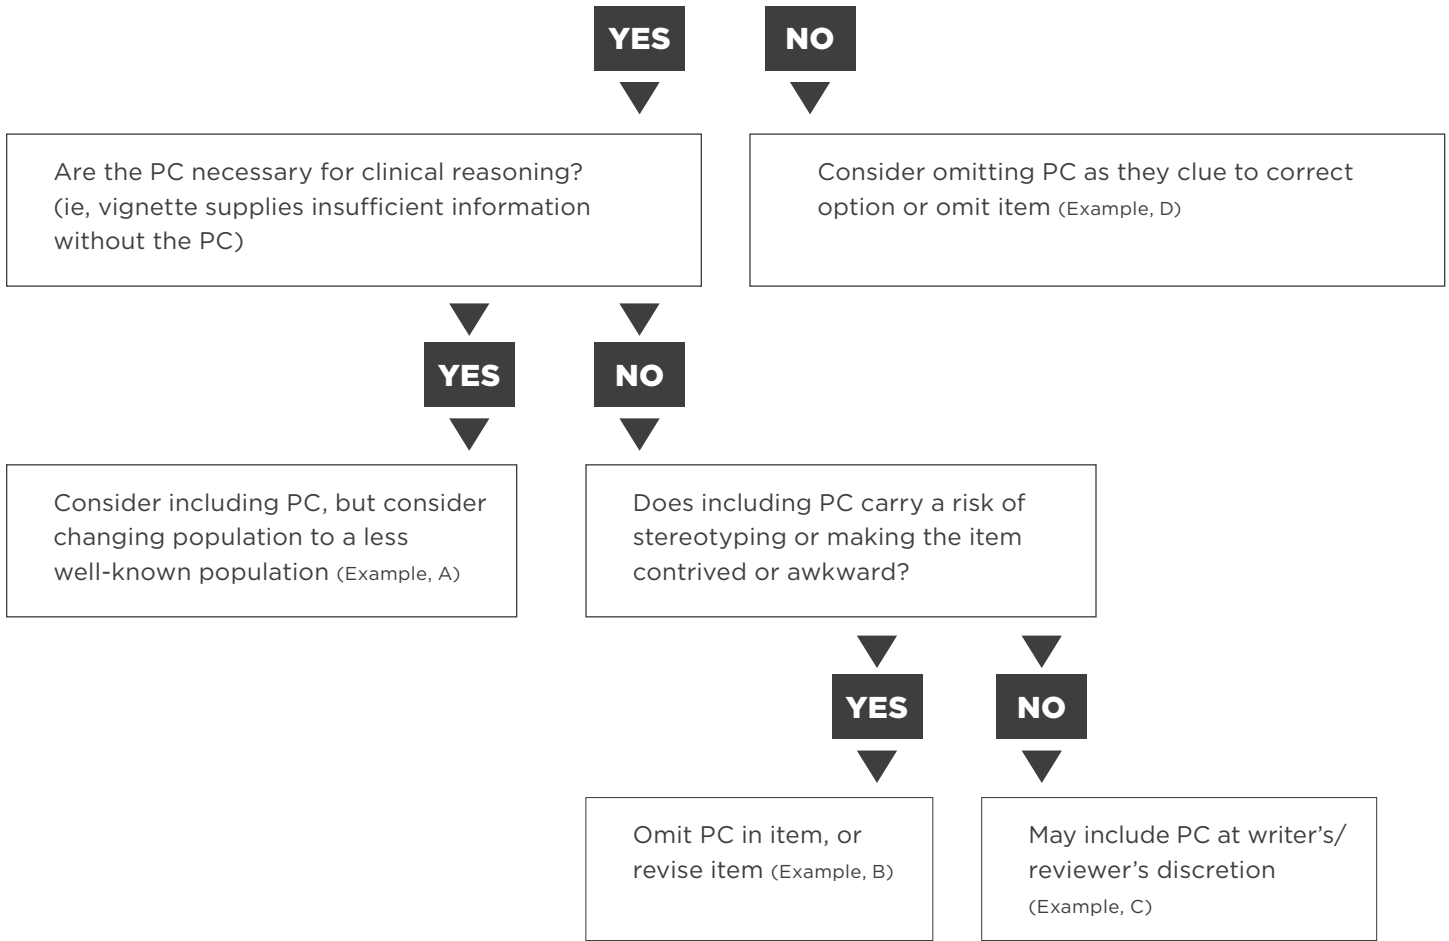 YES
NO
Are the PC necessary for clinical reasoning?
(ie, vignette supplies insufficient information
without the PC)
Consider omitting PC as they clue to correct
option or omit item (Example, D)
YES
NO
Consider including PC, but consider
changing population to a less
well-known population (Example, A)
Does including PC carry a risk of
stereotyping or making the item
contrived or awkward?
YES
NO
Omit PC in item, or
revise item (Example, B)
May include PC at writer’s/
reviewer’s discretion
(Example, C)